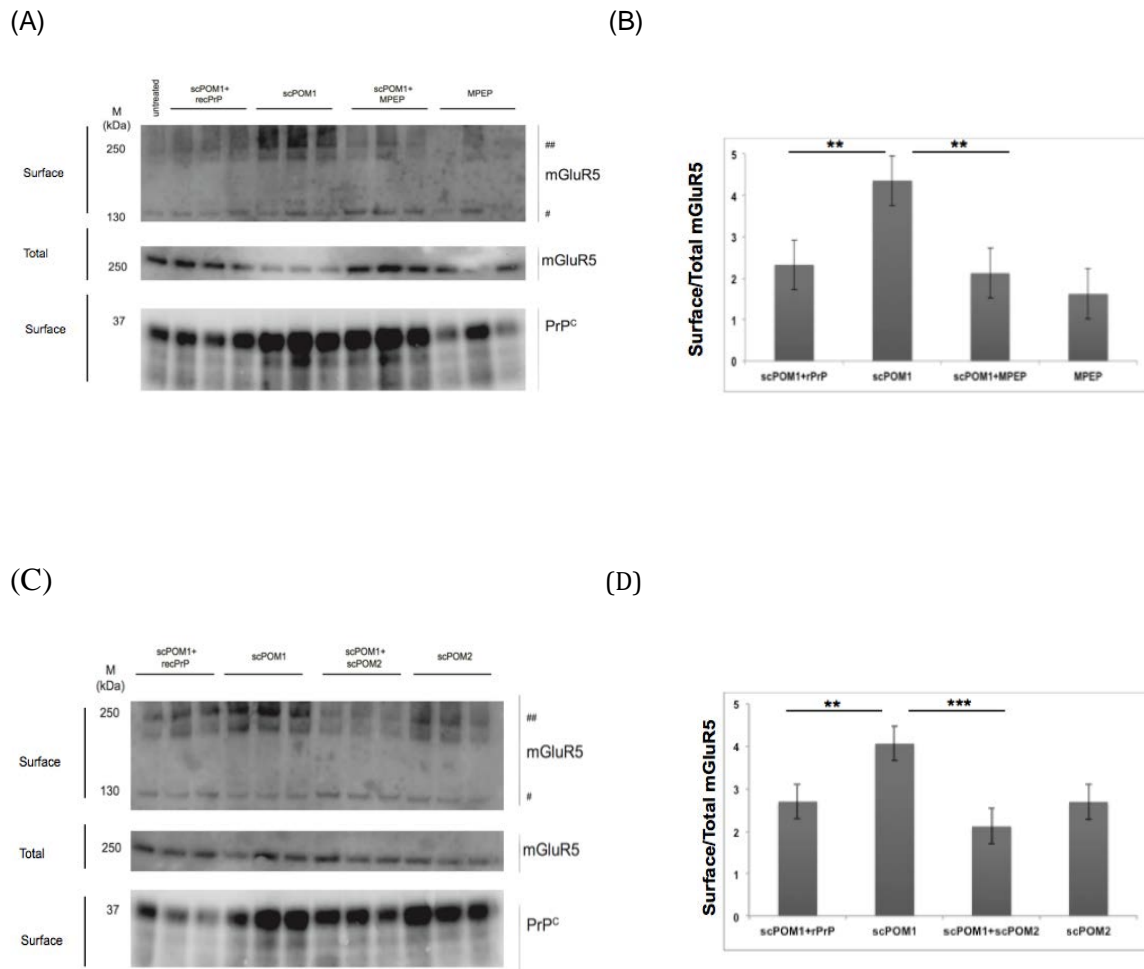 (A)
(B)
untreated
scPOM1+
recPrP
scPOM1
scPOM1+
MPEP
MPEP
M
(kDa)
250
130
Surface
##
mGluR5
#
Total
250
mGluR5
Surface
37
PrPᶜ
Surface/Total mGluR5
5
4
3
2
1
0
**
**
scPOM1+rPrP
scPOM1
scPOM1+MPEP
MPEP
(C)
(D)
scPOM1+
recPrP
scPOM1
scPOM1+
scPOM2
scPOM2
M
(kDa)
250
130
Surface
##
mGluR5
#
Total
250
mGluR5
37
Surface
PrPᶜ
Surface/Total mGluR5
5
4
3
2
1
0
**
***
scPOM1+rPrP
scPOM1
scPOM1+scPOM2
scPOM2